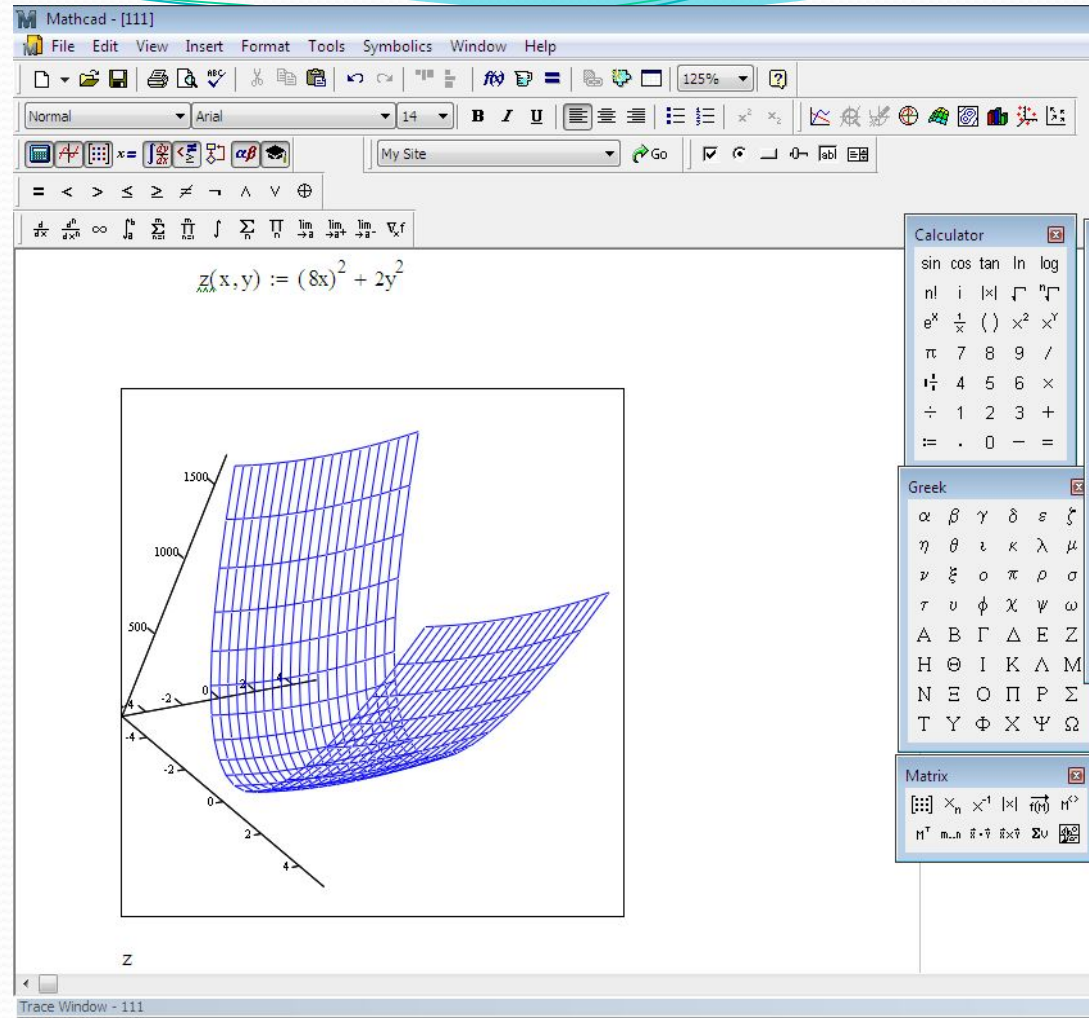 Mathcad - [111]
File Edit View Insert Format Tools Symbolics Window Help
125%
Normal Arial 14 B I U
My Site Go
= < > ≤ ≥ ≠ ¬ ∧ ∨ ⊕
z(x,y) := (8x)² + 2y²
1500
1000
500
-4 -2 0 2 4
-4
-2
0
2
4
z
Trace Window - 111
Calculator
sin cos tan ln log
n! i |×| √ ⁿ√
eˣ 1/x ( ) ×² ×ʸ
π 7 8 9 /
4 5 6 ×
÷ 1 2 3 +
:= . 0 − =
Greek
α β γ δ ε ζ
η θ ι κ λ μ
ν ξ ο π ρ σ
τ υ φ χ ψ ω
Α Β Γ Δ Ε Ζ
Η Θ Ι Κ Λ Μ
Ν Ξ Ο Π Ρ Σ
Τ Υ Φ Χ Ψ Ω
Matrix